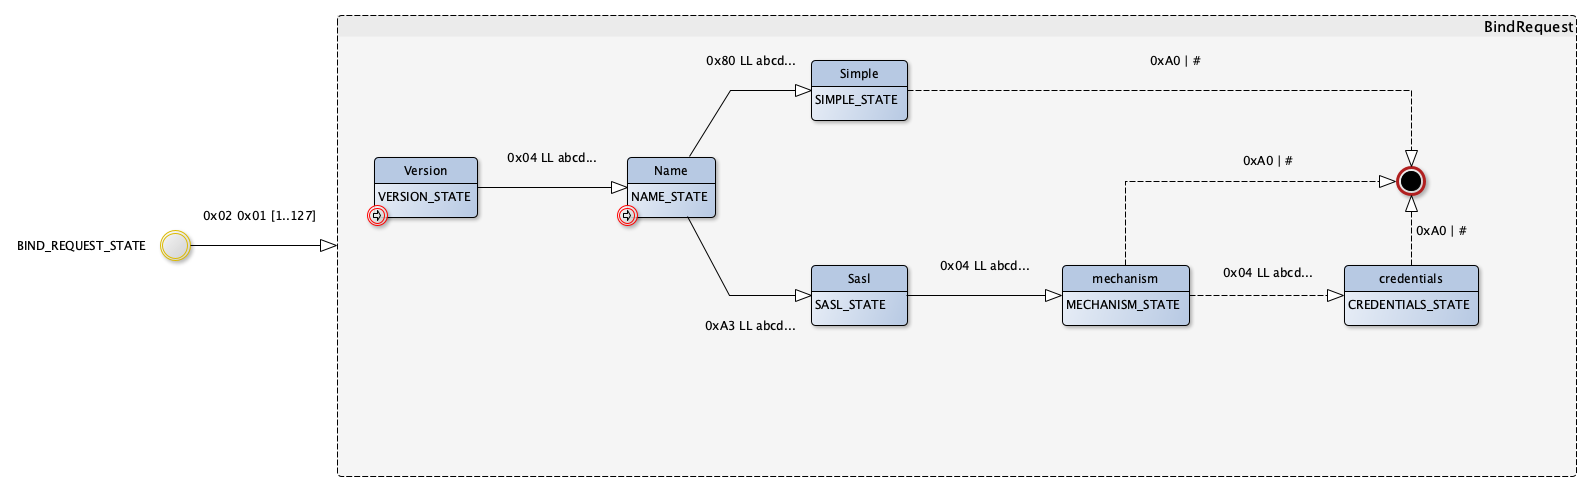 BindRequest
0x80 LL abcd...
Simple
SIMPLE_STATE
0xA0 | #
0x04 LL abcd...
Version
VERSION_STATE
Name
NAME_STATE
0xA0 | #
0x02 0x01 [1..127]
BIND_REQUEST_STATE
0xA0 | #
0x04 LL abcd...
0x04 LL abcd...
Sasl
SASL_STATE
mechanism
MECHANISM_STATE
credentials
CREDENTIALS_STATE
0xA3 LL abcd...